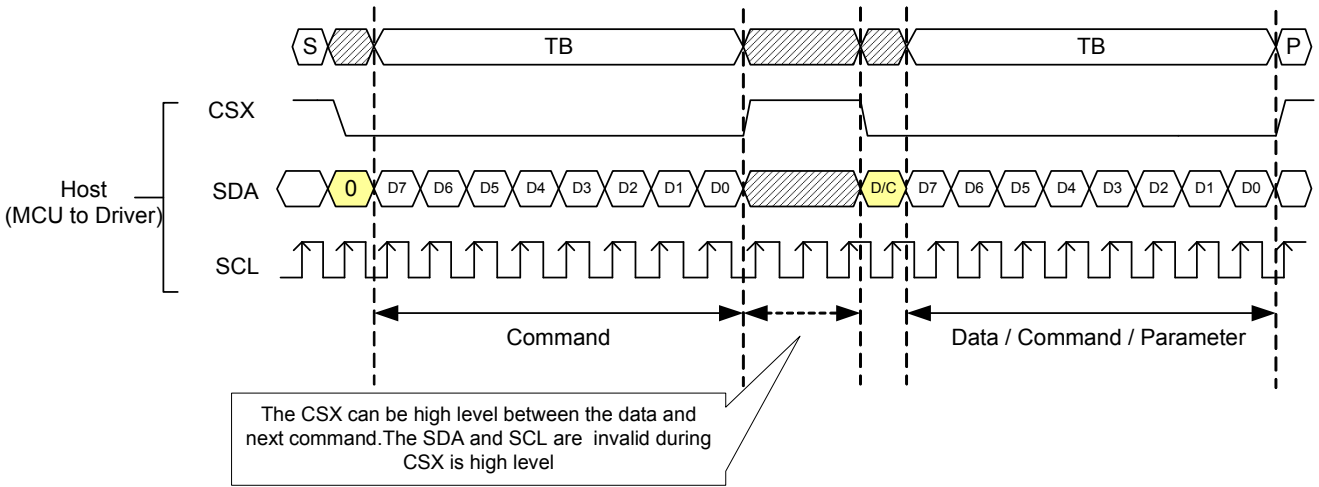 S TB TB P
CSX
Host
(MCU to Driver)
SDA 0 D7 D6 D5 D4 D3 D2 D1 D0 D/C D7 D6 D5 D4 D3 D2 D1 D0
SCL
Command Data / Command / Parameter
The CSX can be high level between the data and
next command.The SDA and SCL are invalid during
CSX is high level